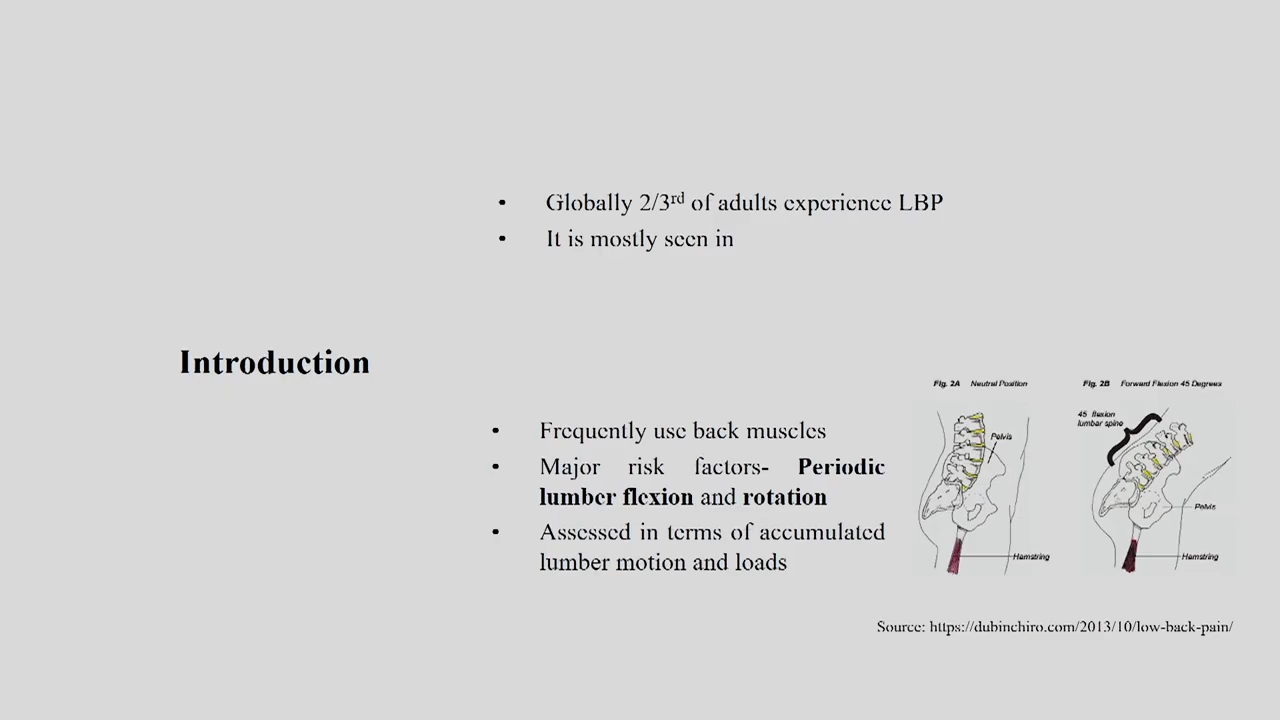 • Globally 2/3rd of adults experience LBP
• It is mostly seen in
Introduction
• Frequently use back muscles
• Major risk factors- Periodic
lumber flexion and rotation
• Assessed in terms of accumulated
lumber motion and loads
Fig. 2A Neutral Position
Pelvis
Hamstring
Fig. 2B Forward Flexion 45 Degrees
45 flexion
lumbar spine
Pelvis
Hamstring
Source: https://dubinchiro.com/2013/10/low-back-pain/